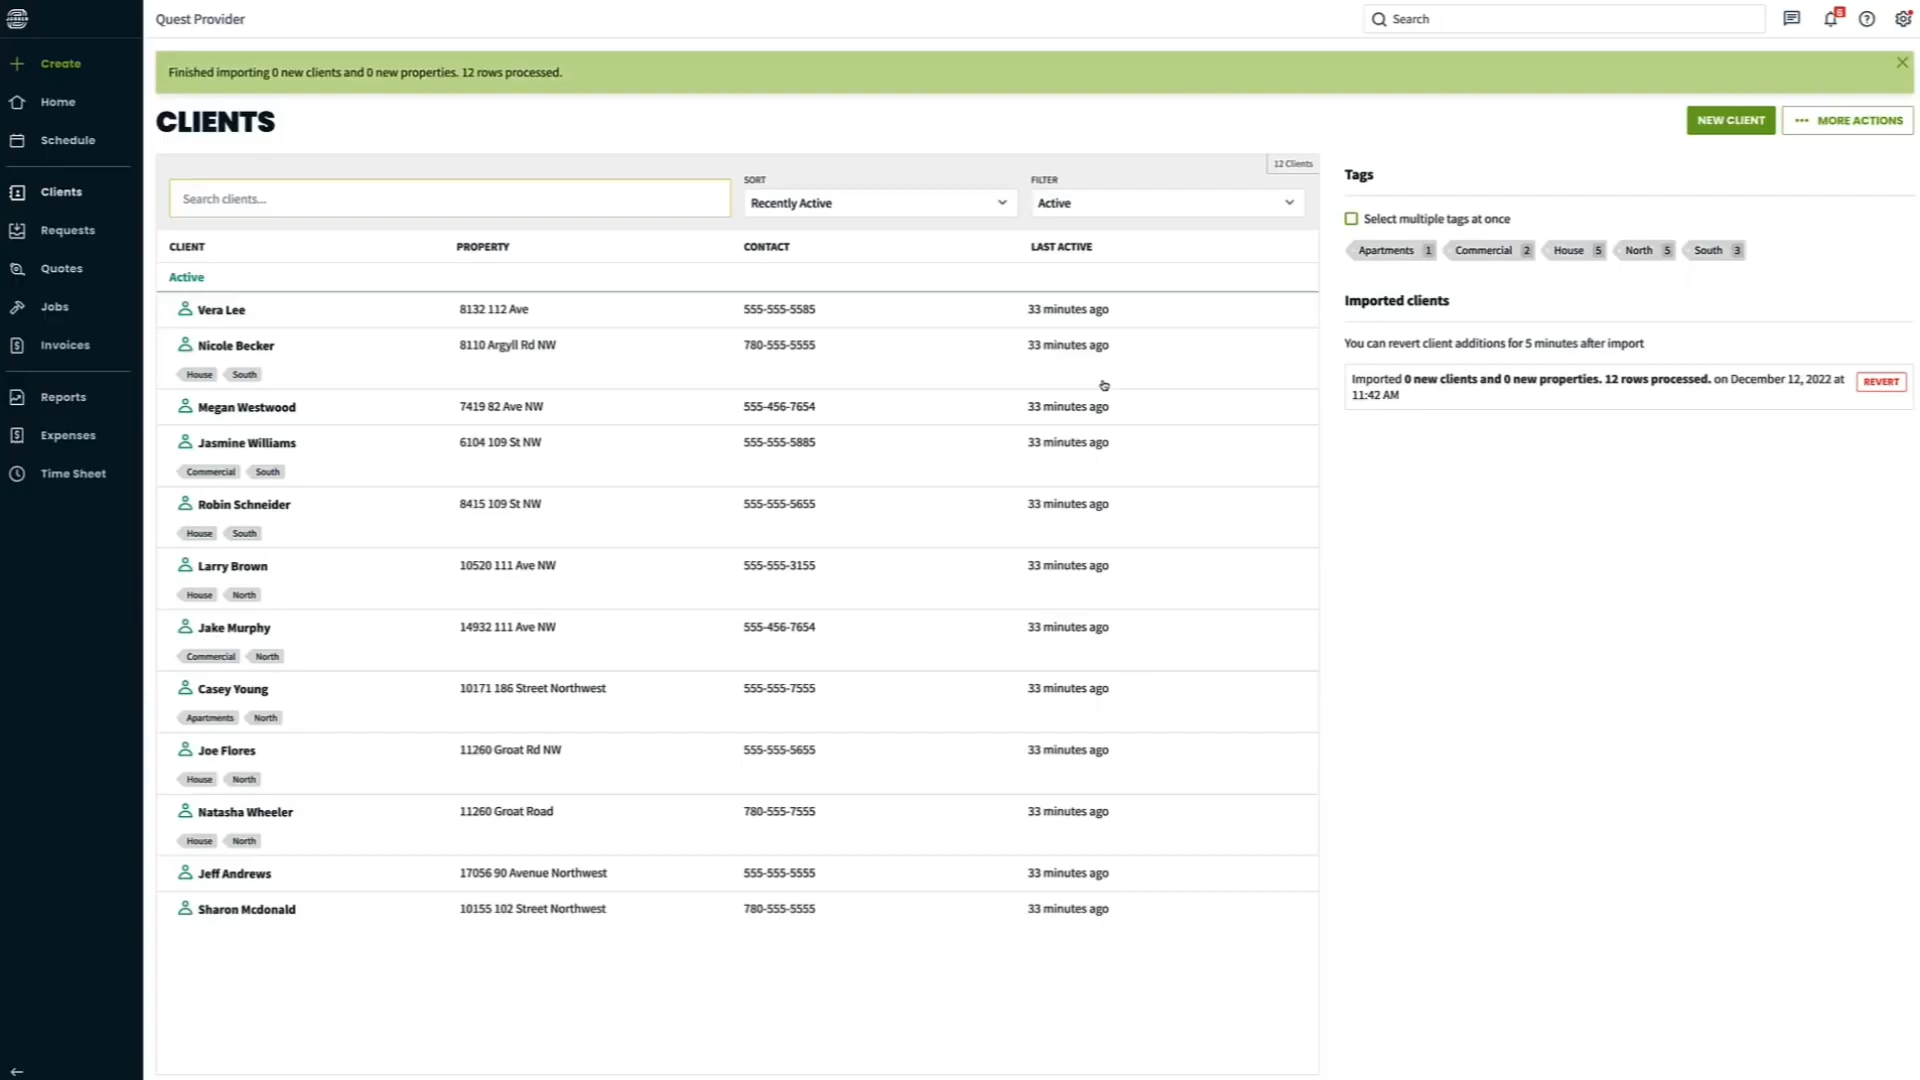 JOBBER
Quest Provider
Search
8
Create
Home
Schedule
Clients
Requests
Quotes
Jobs
Invoices
Reports
Expenses
Time Sheet
Finished importing 0 new clients and 0 new properties. 12 rows processed.
CLIENTS
NEW CLIENT
••• MORE ACTIONS
12 Clients
Search clients...
SORT
Recently Active
FILTER
Active
CLIENT PROPERTY CONTACT LAST ACTIVE
Active
Vera Lee 8132 112 Ave 555-555-5585 33 minutes ago
Nicole Becker 8110 Argyll Rd NW 780-555-5555 33 minutes ago
House South
Megan Westwood 7419 82 Ave NW 555-456-7654 33 minutes ago
Jasmine Williams 6104 109 St NW 555-555-5885 33 minutes ago
Commercial South
Robin Schneider 8415 109 St NW 555-555-5655 33 minutes ago
House South
Larry Brown 10520 111 Ave NW 555-555-3155 33 minutes ago
House North
Jake Murphy 14932 111 Ave NW 555-456-7654 33 minutes ago
Commercial North
Casey Young 10171 186 Street Northwest 555-555-7555 33 minutes ago
Apartments North
Joe Flores 11260 Groat Rd NW 555-555-5655 33 minutes ago
House North
Natasha Wheeler 11260 Groat Road 780-555-7555 33 minutes ago
House North
Jeff Andrews 17056 90 Avenue Northwest 555-555-5555 33 minutes ago
Sharon Mcdonald 10155 102 Street Northwest 780-555-5555 33 minutes ago
Tags
Select multiple tags at once
Apartments 1 Commercial 2 House 5 North 5 South 3
Imported clients
You can revert client additions for 5 minutes after import
Imported 0 new clients and 0 new properties. 12 rows processed. on December 12, 2022 at
11:42 AM
REVERT